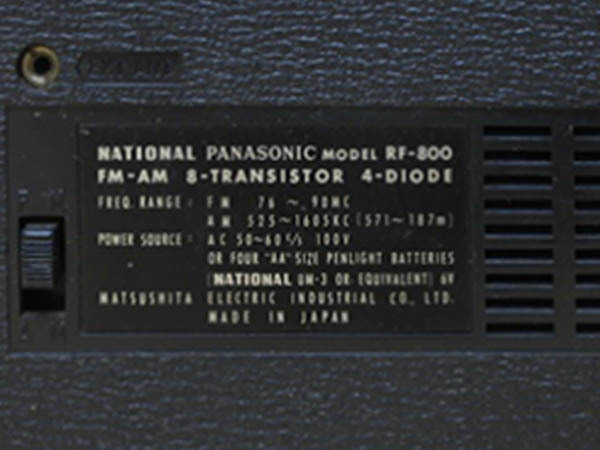 NATIONAL PANASONIC MODEL RF-800
FM-AM 8-TRANSISTOR 4-DIODE
FREQ. RANGE: FM 76 ~ 90MC
AM 525~1605KC (571~187m)
POWER SOURCE: AC 50~60 c/s 100V
OR FOUR "AA" SIZE PENLIGHT BATTERIES
(NATIONAL UM-3 OR EQUIVALENT) 6V
MATSUSHITA ELECTRIC INDUSTRIAL CO., LTD.
MADE IN JAPAN